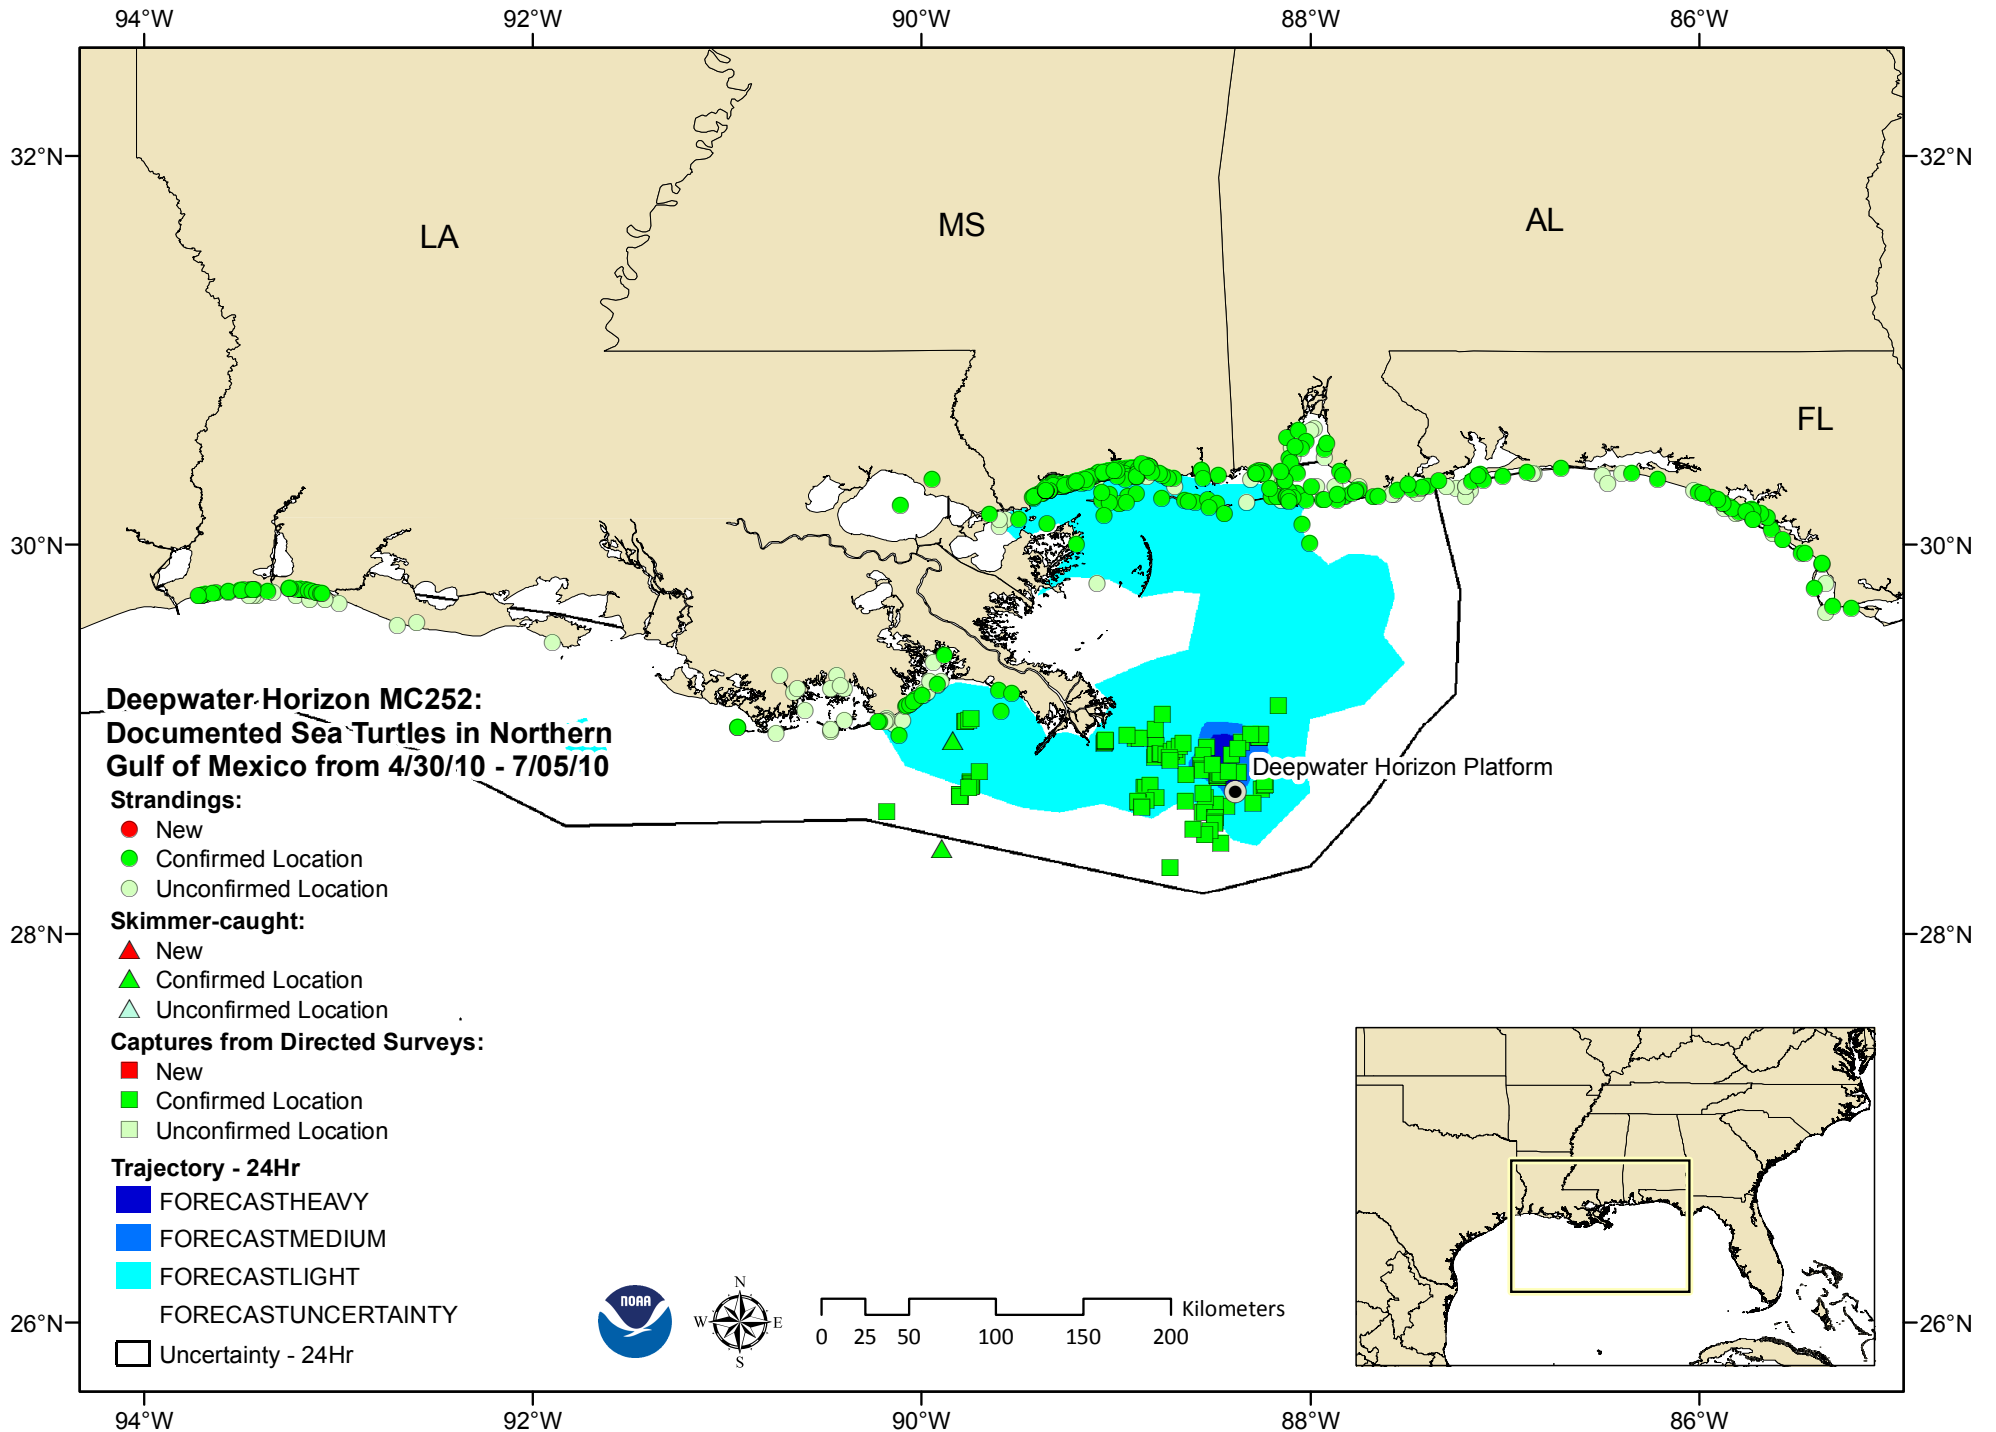 94°W 92°W 90°W 88°W 86°W
32°N 32°N
LA MS AL
FL
30°N 30°N
Deepwater Horizon MC252:
Documented Sea Turtles in Northern
Gulf of Mexico from 4/30/10 - 7/05/10
Deepwater Horizon Platform
Strandings:
New
Confirmed Location
Unconfirmed Location
Skimmer-caught:
28°N 28°N
New
Confirmed Location
Unconfirmed Location
Captures from Directed Surveys:
New
Confirmed Location
Unconfirmed Location
Trajectory - 24Hr
FORECASTHEAVY
FORECASTMEDIUM
FORECASTLIGHT
FORECASTUNCERTAINTY
Uncertainty - 24Hr
NOAA
N
W E
S
Kilometers
0 25 50 100 150 200
26°N 26°N
94°W 92°W 90°W 88°W 86°W